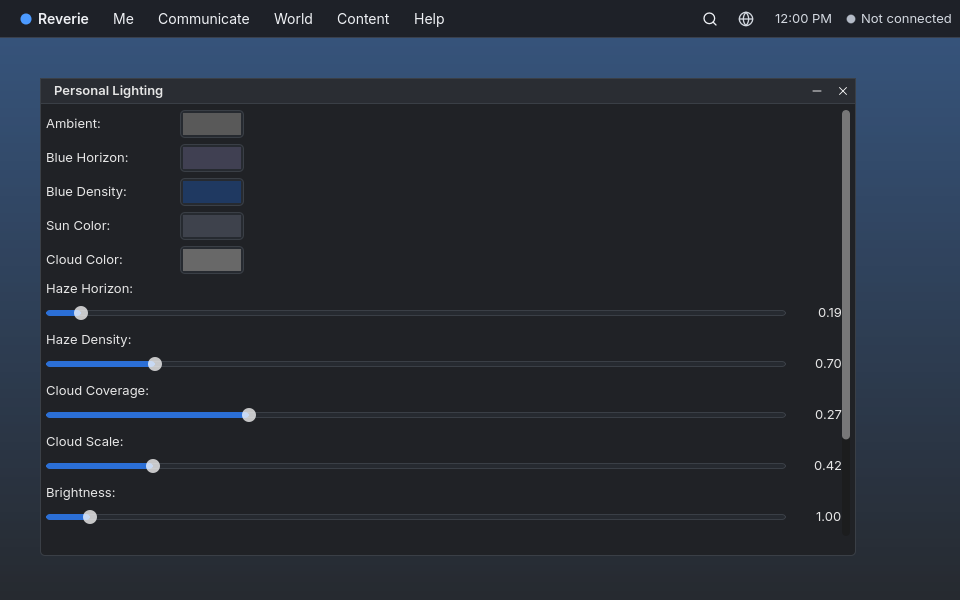 Reverie Me Communicate World Content Help 12:00 PM Not connected
Personal Lighting
Ambient:
Blue Horizon:
Blue Density:
Sun Color:
Cloud Color:
Haze Horizon:
0.19
Haze Density:
0.70
Cloud Coverage:
0.27
Cloud Scale:
0.42
Brightness:
1.00